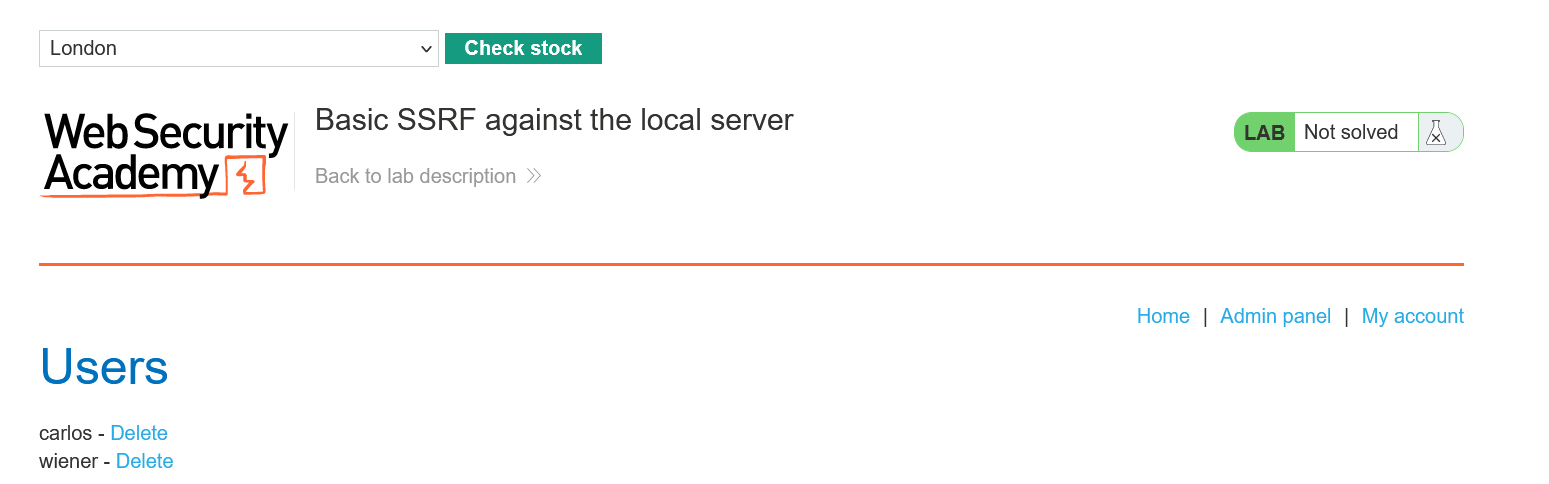 London
Check stock
Web Security
Academy
Basic SSRF against the local server
Back to lab description
LAB Not solved
Home | Admin panel | My account
Users
carlos - Delete
wiener - Delete